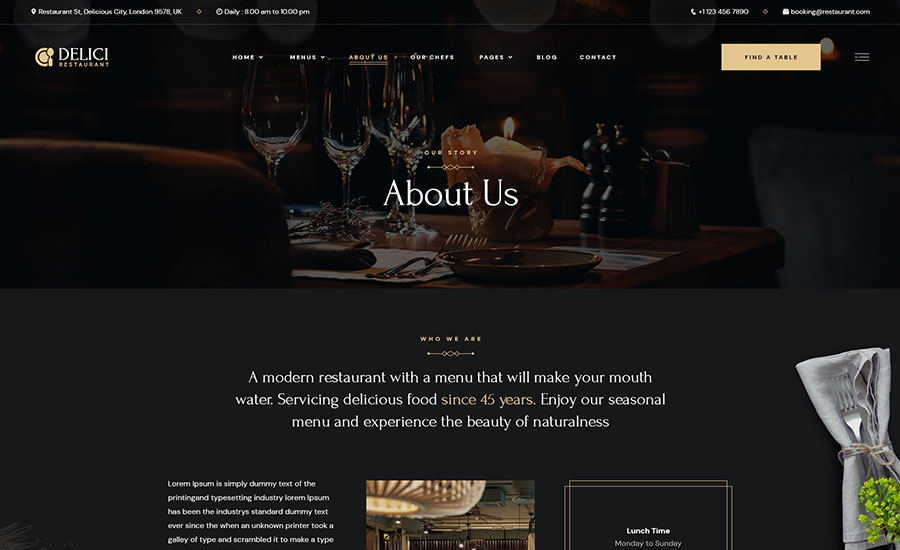 Restaurant St, Delicious City, London 9578, UK
Daily : 8.00 am to 10.00 pm
+1 123 456 7890
booking@restaurant.com
DELICI
RESTAURANT
HOME
MENUS
ABOUT US
OUR CHEFS
PAGES
BLOG
CONTACT
FIND A TABLE
OUR STORY
About Us
WHO WE ARE
A modern restaurant with a menu that will make your mouth
water. Servicing delicious food since 45 years. Enjoy our seasonal
menu and experience the beauty of naturalness
Lorem Ipsum is simply dummy text of the
printingand typesetting industry lorem Ipsum
has been the industrys standard dummy text
ever since the when an unknown printer took a
galley of type and scrambled it to make a type
Lunch Time
Monday to Sunday